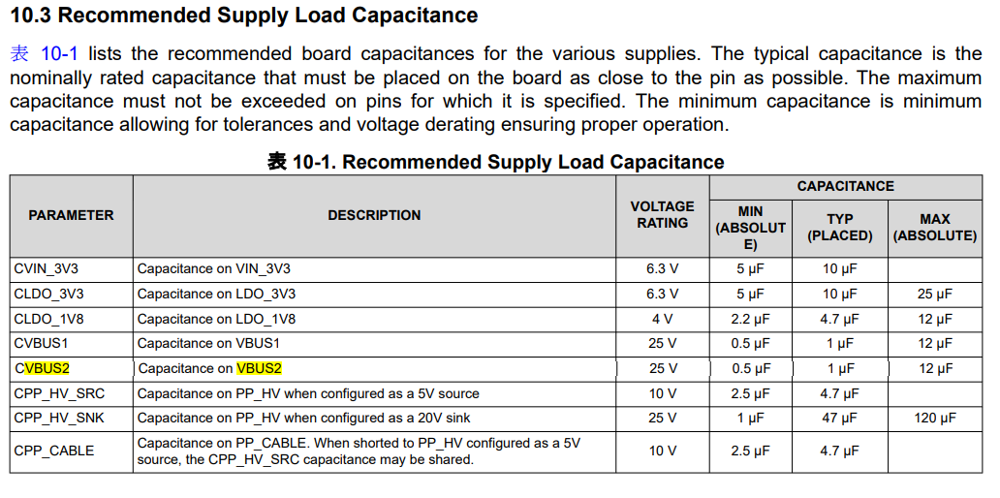 10.3 Recommended Supply Load Capacitance
表 10-1 lists the recommended board capacitances for the various supplies. The typical capacitance is the
nominally rated capacitance that must be placed on the board as close to the pin as possible. The maximum
capacitance must not be exceeded on pins for which it is specified. The minimum capacitance is minimum
capacitance allowing for tolerances and voltage derating ensuring proper operation.
表 10-1. Recommended Supply Load Capacitance
PARAMETER DESCRIPTION VOLTAGE RATING CAPACITANCE
MIN (ABSOLUT E) TYP (PLACED) MAX (ABSOLUTE)
CVIN_3V3 Capacitance on VIN_3V3 6.3 V 5 µF 10 µF
CLDO_3V3 Capacitance on LDO_3V3 6.3 V 5 µF 10 µF 25 µF
CLDO_1V8 Capacitance on LDO_1V8 4 V 2.2 µF 4.7 µF 12 µF
CVBUS1 Capacitance on VBUS1 25 V 0.5 µF 1 µF 12 µF
CVBUS2 Capacitance on VBUS2 25 V 0.5 µF 1 µF 12 µF
CPP_HV_SRC Capacitance on PP_HV when configured as a 5V source 10 V 2.5 µF 4.7 µF
CPP_HV_SNK Capacitance on PP_HV when configured as a 20V sink 25 V 1 µF 47 µF 120 µF
CPP_CABLE Capacitance on PP_CABLE. When shorted to PP_HV configured as a 5V
source, the CPP_HV_SRC capacitance may be shared. 10 V 2.5 µF 4.7 µF